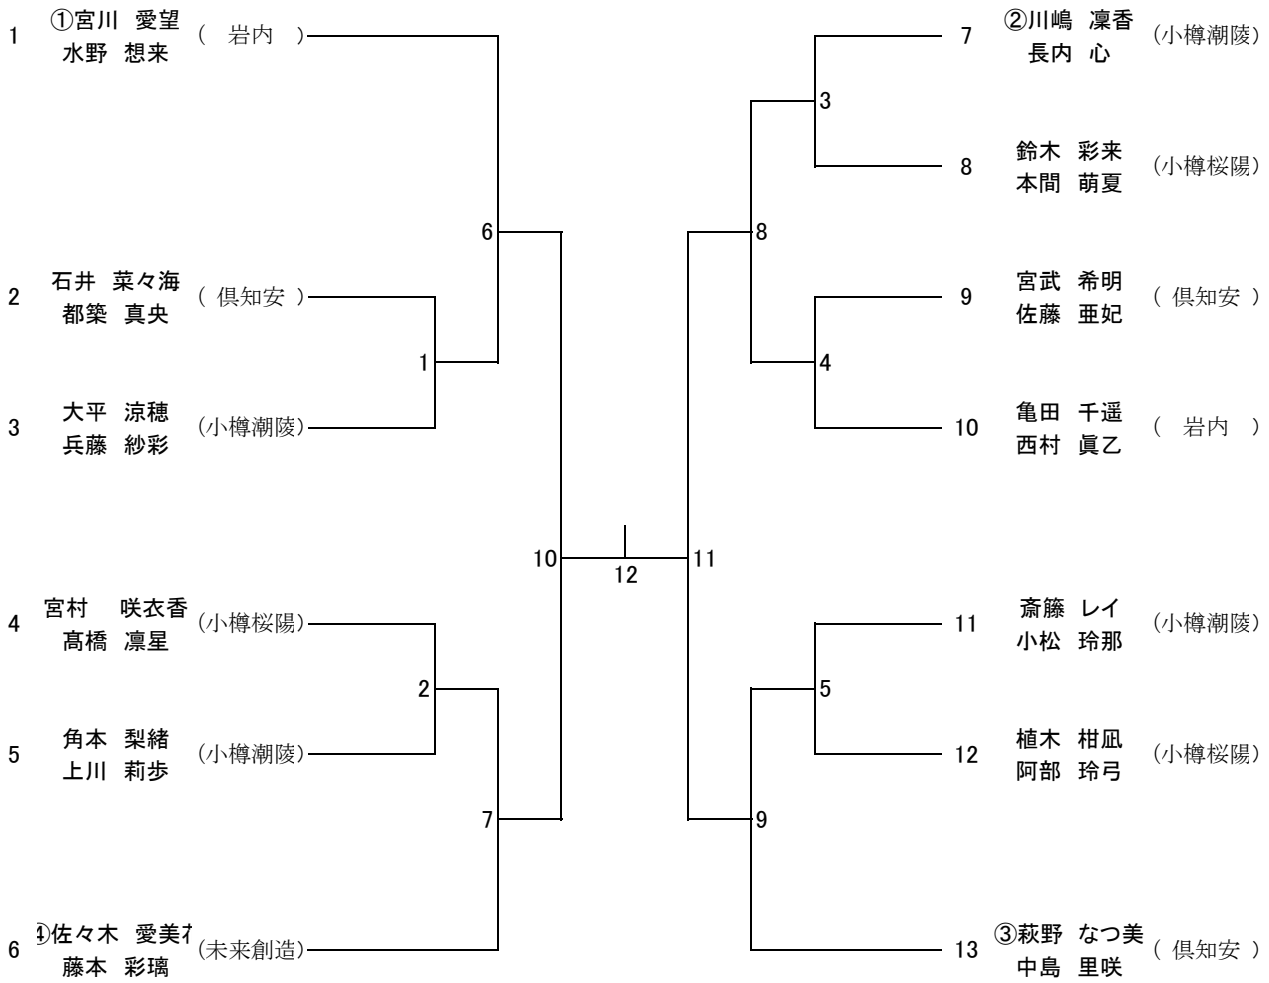 1 ①宮川 愛望 ( 岩内 )
水野 想来
2 石井 菜々海 ( 倶知安 )
都築 真央
3 大平 涼穂 (小樽潮陵)
兵藤 紗彩
4 宮村 咲衣香 (小樽桜陽)
髙橋 凛星
5 角本 梨緒 (小樽潮陵)
上川 莉歩
6 ④佐々木 愛美 (未来創造)
藤本 彩璃
1
2
6
7
10
12
11
8
9
3
4
5
7 ②川嶋 凜香 (小樽潮陵)
長内 心
8 鈴木 彩来 (小樽桜陽)
本間 萌夏
9 宮武 希明 ( 倶知安 )
佐藤 亜妃
10 亀田 千遥 ( 岩内 )
西村 眞乙
11 斎籐 レイ (小樽潮陵)
小松 玲那
12 植木 柑凪 (小樽桜陽)
阿部 玲弓
13 ③萩野 なつ美 ( 倶知安 )
中島 里咲